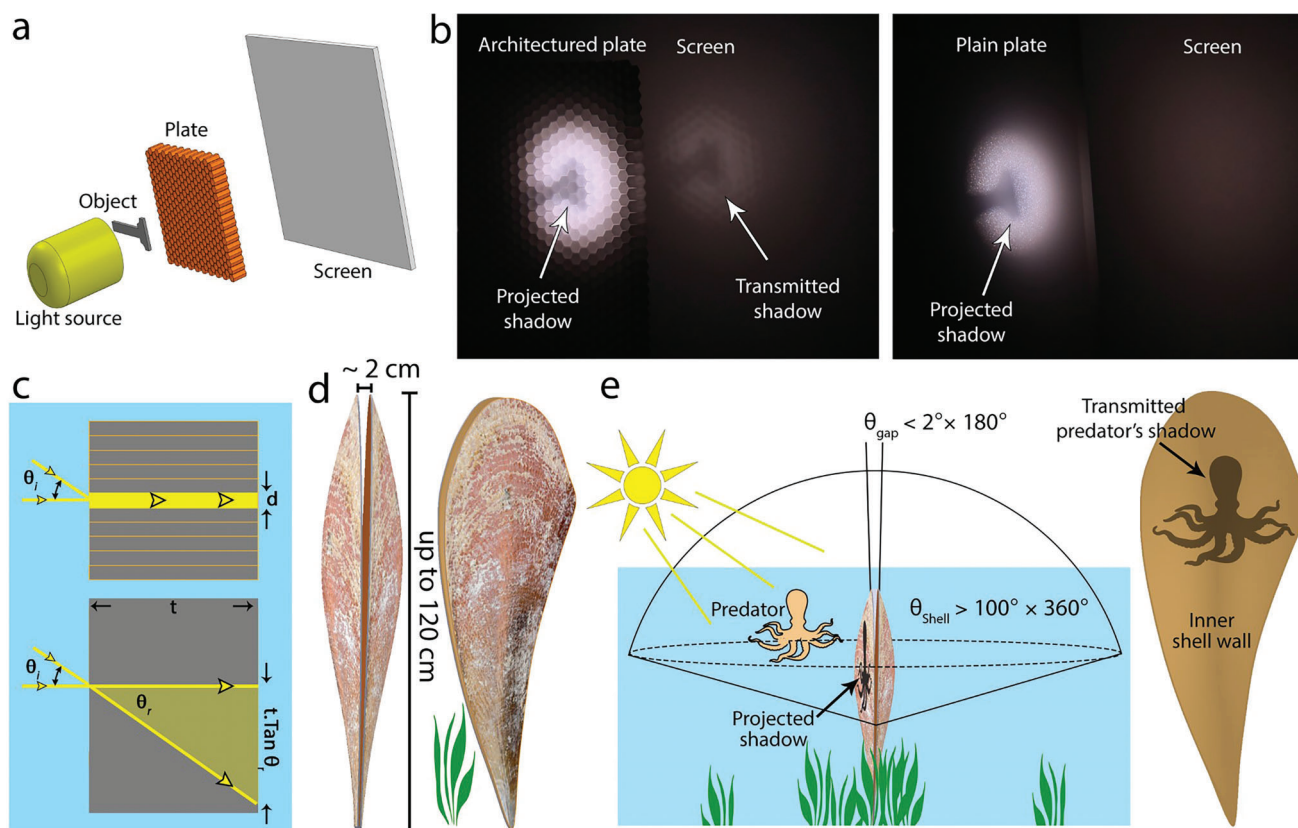 a
Plate
Object
Screen
Light source
b
Architectured plate
Screen
Projected
shadow
Transmitted
shadow
Plain plate
Screen
Projected
shadow
c
θi
d
t
θi
θr
t.Tan θr
d
~ 2 cm
up to 120 cm
e
θgap < 2°× 180°
Predator
θShell > 100° × 360°
Projected
shadow
Transmitted
predator's shadow
Inner
shell wall